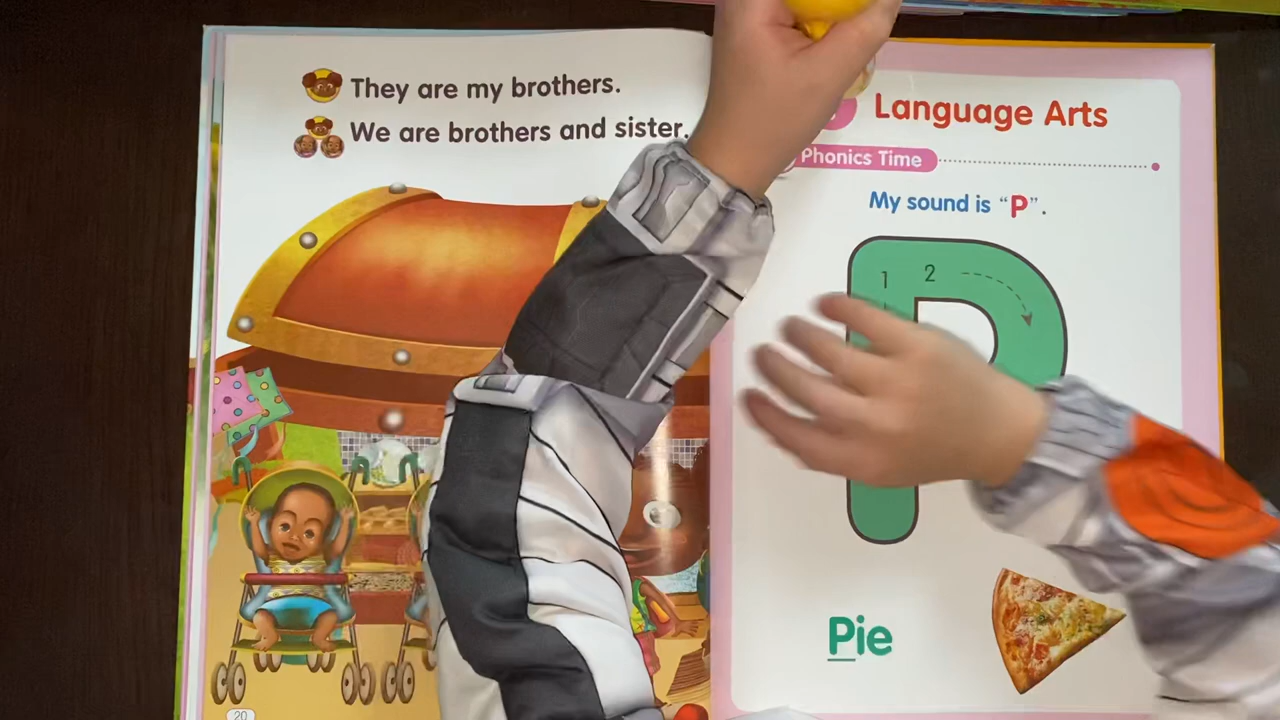 They are my brothers.
We are brothers and sister.
20
Language Arts
Phonics Time
My sound is “P”.
P
1 2
Pie